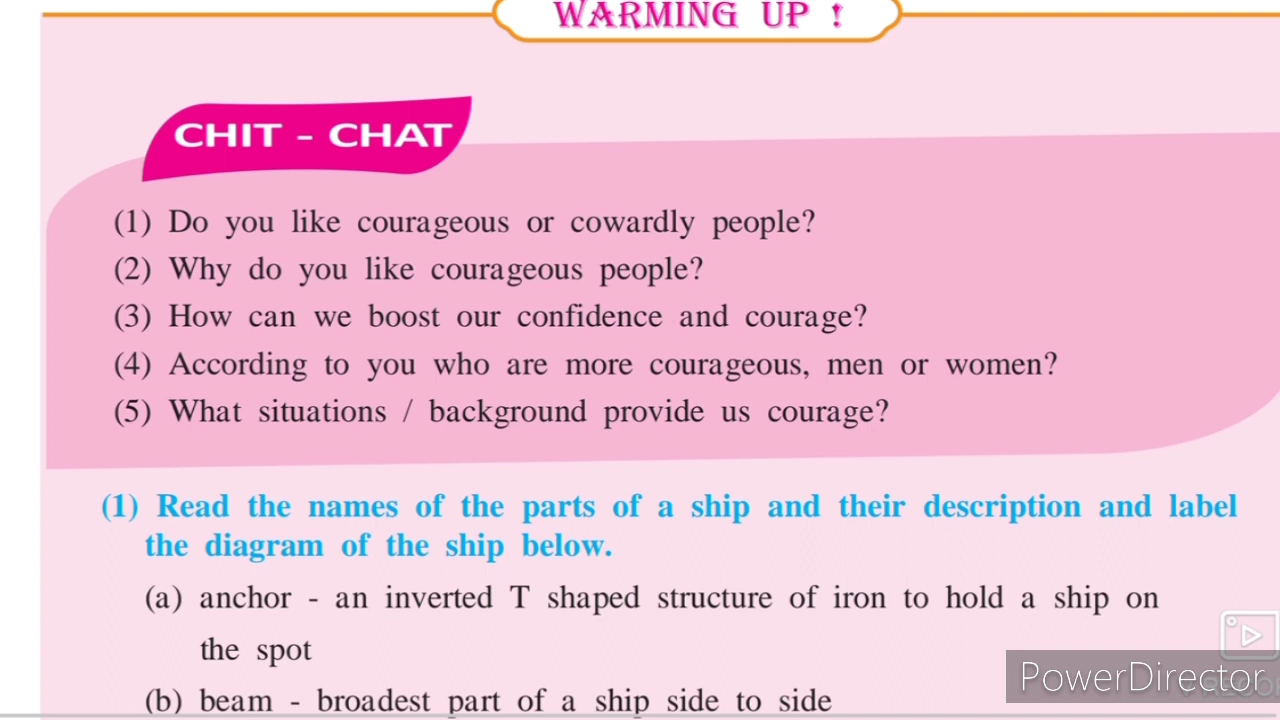 WARMING UP !
CHIT - CHAT
(1) Do you like courageous or cowardly people?
(2) Why do you like courageous people?
(3) How can we boost our confidence and courage?
(4) According to you who are more courageous, men or women?
(5) What situations / background provide us courage?
(1) Read the names of the parts of a ship and their description and label
the diagram of the ship below.
(a) anchor - an inverted T shaped structure of iron to hold a ship on
the spot
PowerDirector
(b) beam - broadest part of a ship side to side